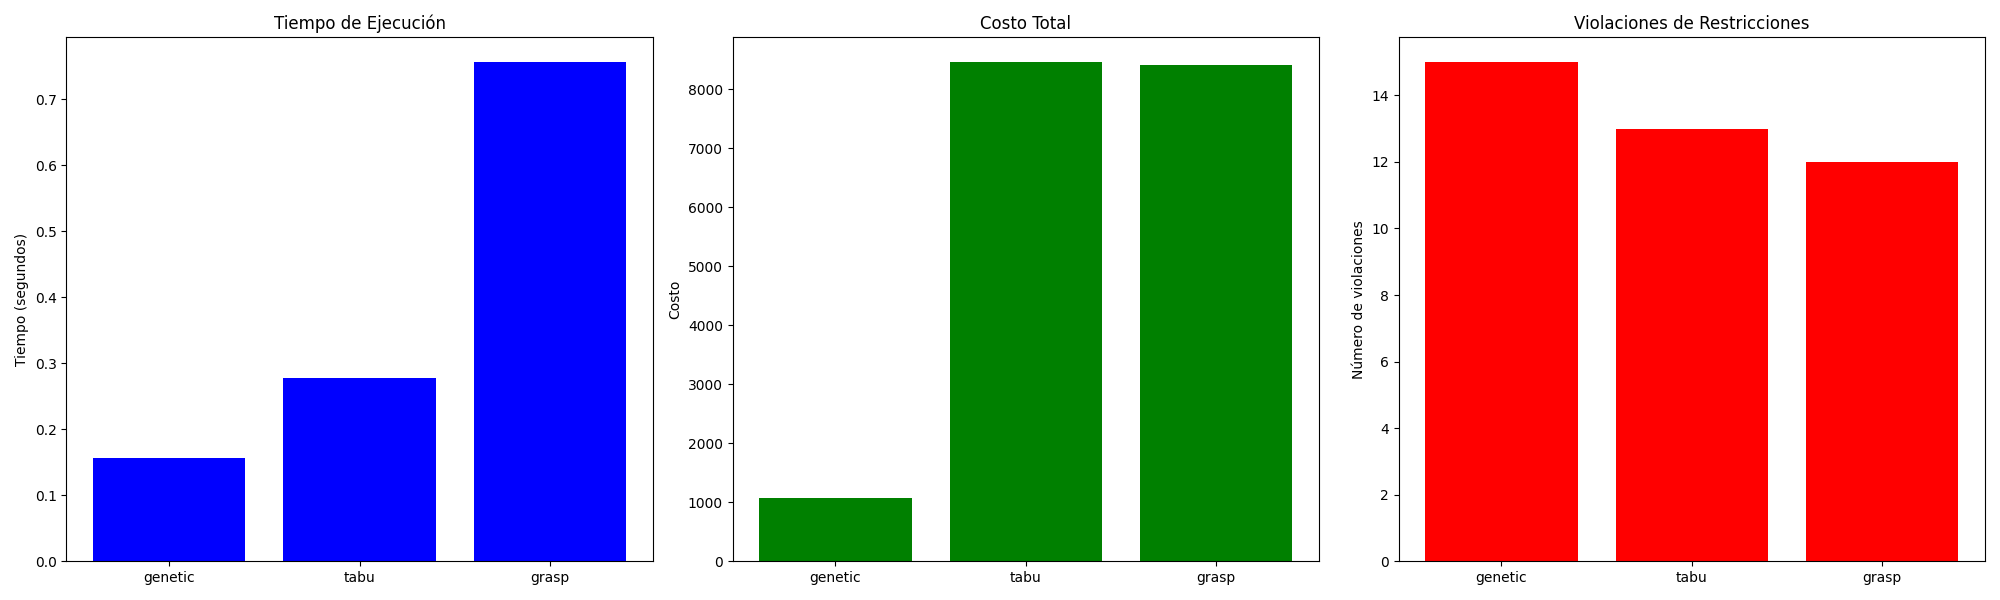 Tiempo de Ejecución
Tiempo (segundos)
0.7
0.6
0.5
0.4
0.3
0.2
0.1
0.0
genetic tabu grasp
Costo Total
Costo
8000
7000
6000
5000
4000
3000
2000
1000
0
genetic tabu grasp
Violaciones de Restricciones
Número de violaciones
14
12
10
8
6
4
2
0
genetic tabu grasp